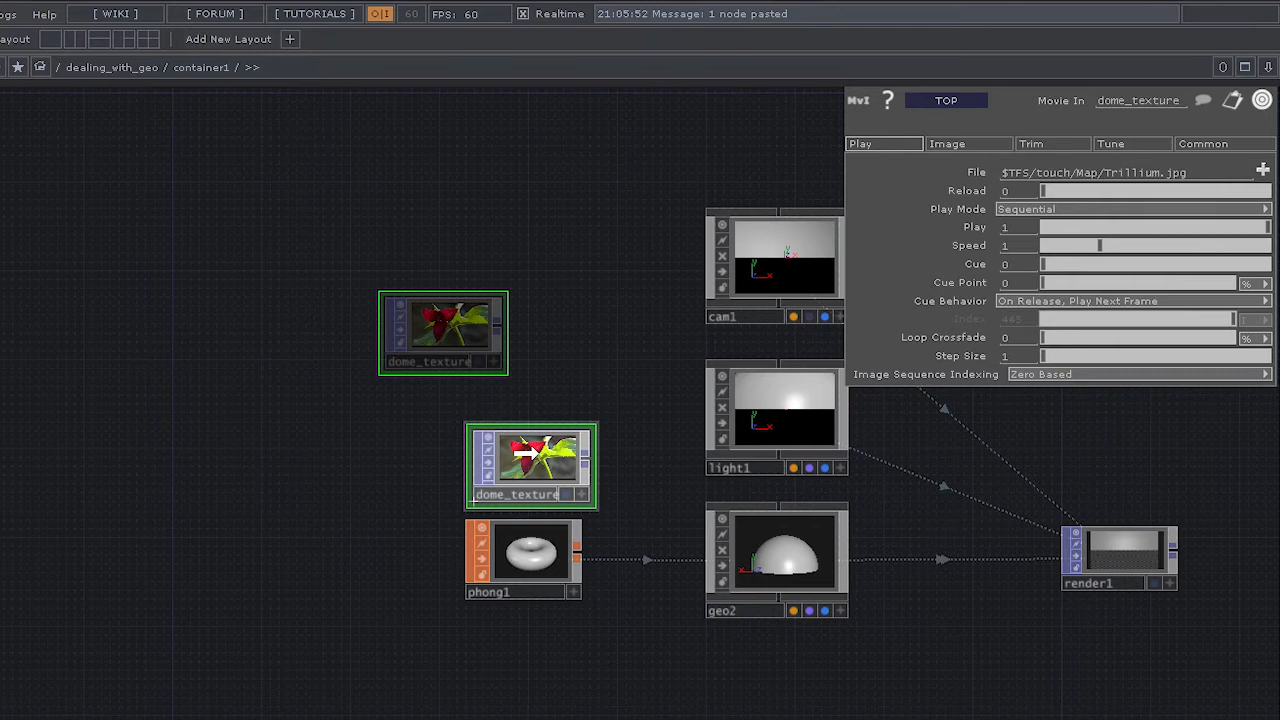 ogs Help [ WIKI ] [ FORUM ] [ TUTORIALS ] O|I 60 FPS: 60 Realtime 21:05:52 Message: 1 node pasted
ayout Add New Layout +
/ dealing_with_geo / container1 / >> 0
MvI ? TOP Movie In dome_texture
Play Image Trim Tune Common
File $TFS/touch/Map/Trillium.jpg
Reload 0
Play Mode Sequential
Play 1
Speed 1
Cue 0
Cue Point 0 %
Cue Behavior On Release, Play Next Frame
Index 465 I
Loop Crossfade 0 %
Step Size 1
Image Sequence Indexing Zero Based
cam1
dome_texture
light1
dome_texture
phong1
geo2
render1